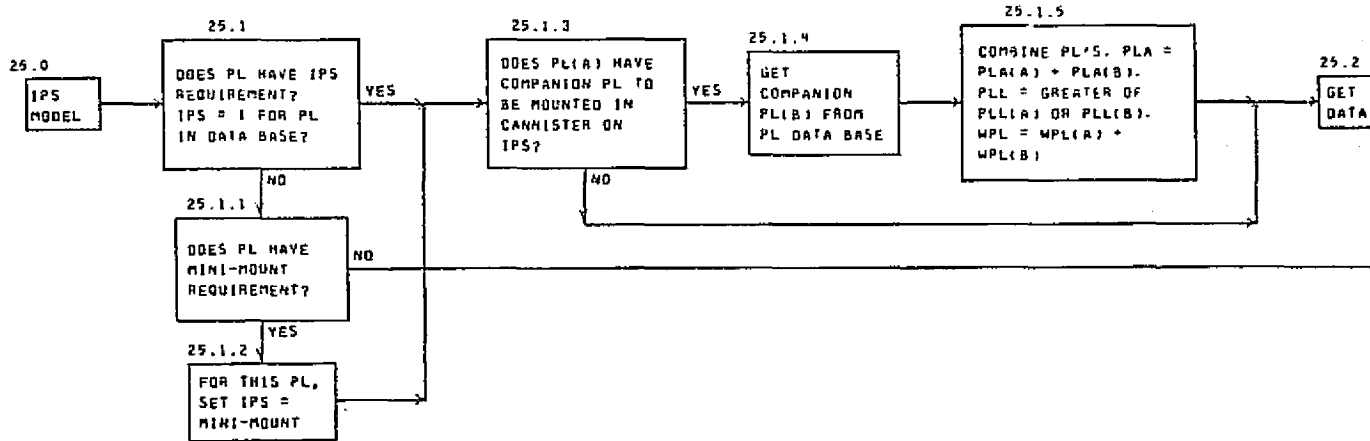 25.0
IPS
MODEL
25.1
DOES PL HAVE IPS
REQUIREMENT?
IPS = 1 FOR PL
IN DATA BASE?
YES
NO
25.1.1
DOES PL HAVE
MINI-MOUNT
REQUIREMENT?
NO
YES
25.1.2
FOR THIS PL,
SET IPS =
MINI-MOUNT
25.1.3
DOES PL(A) HAVE
COMPANION PL TO
BE MOUNTED IN
CANNISTER ON
IPS?
YES
NO
25.1.4
GET
COMPANION
PL(B) FROM
PL DATA BASE
25.1.5
COMBINE PL'S. PLA =
PLA(A) + PLA(B).
PLL = GREATER OF
PLL(A) OR PLL(B).
WPL = WPL(A) +
WPL(B)
25.2
GET
DATA